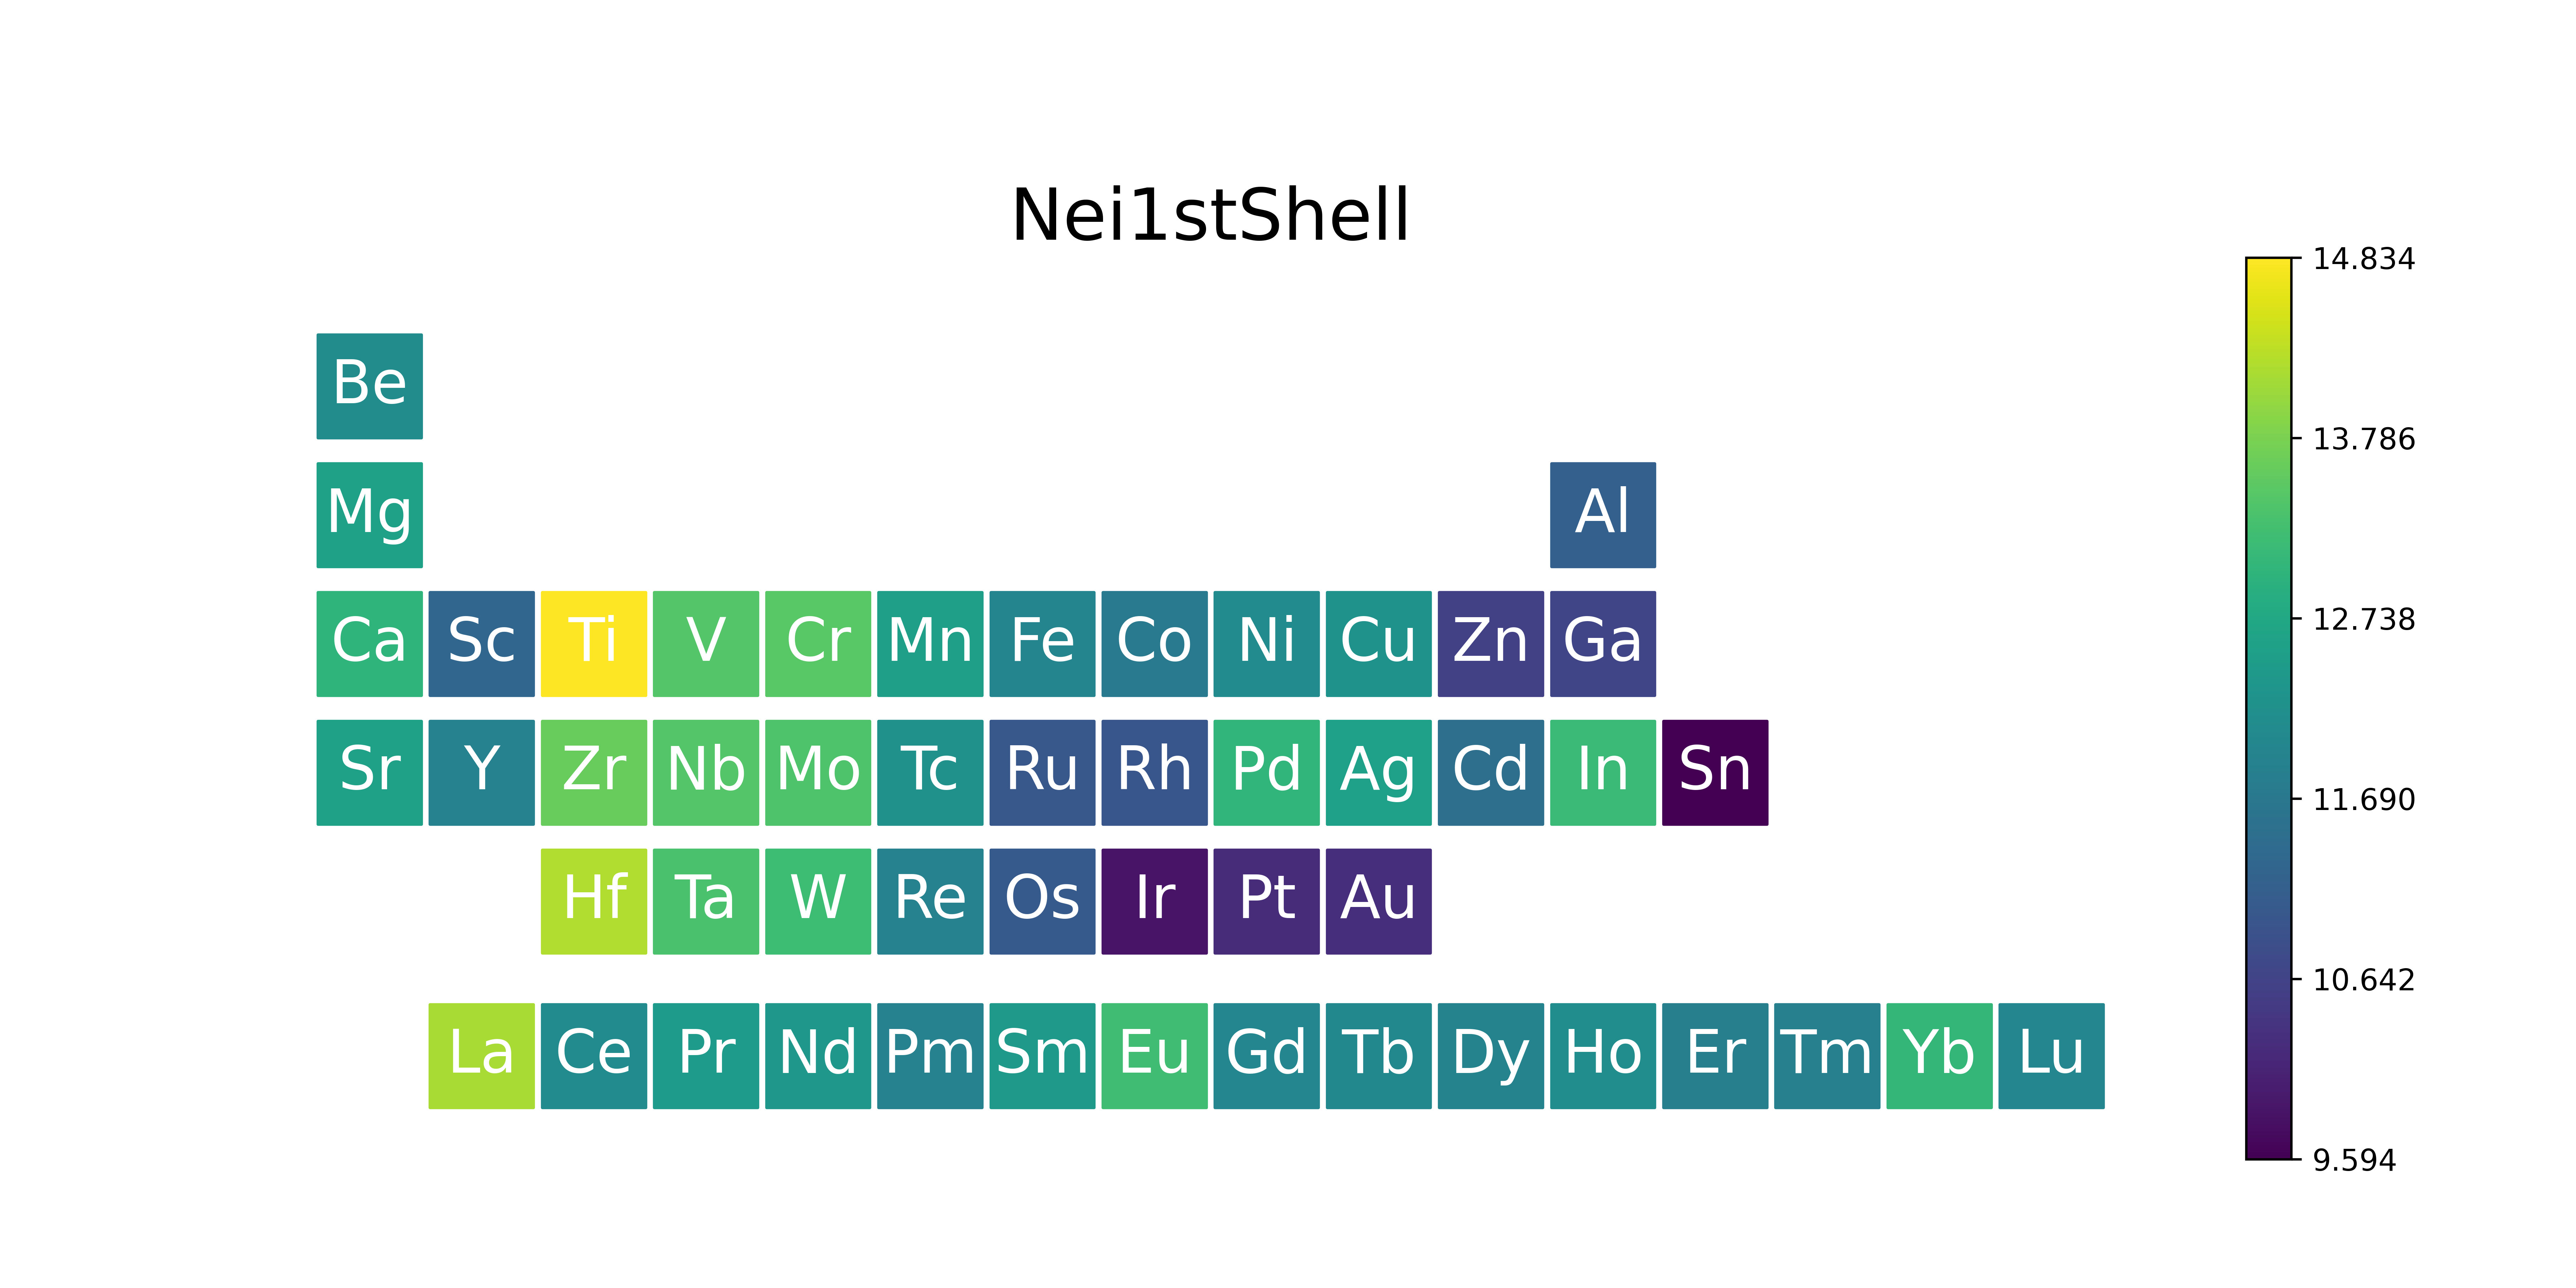 Nei1stShell
Be
Mg Al
Ca Sc Ti V Cr Mn Fe Co Ni Cu Zn Ga
Sr Y Zr Nb Mo Tc Ru Rh Pd Ag Cd In Sn
Hf Ta W Re Os Ir Pt Au
La Ce Pr Nd Pm Sm Eu Gd Tb Dy Ho Er Tm Yb Lu
14.834
13.786
12.738
11.690
10.642
9.594